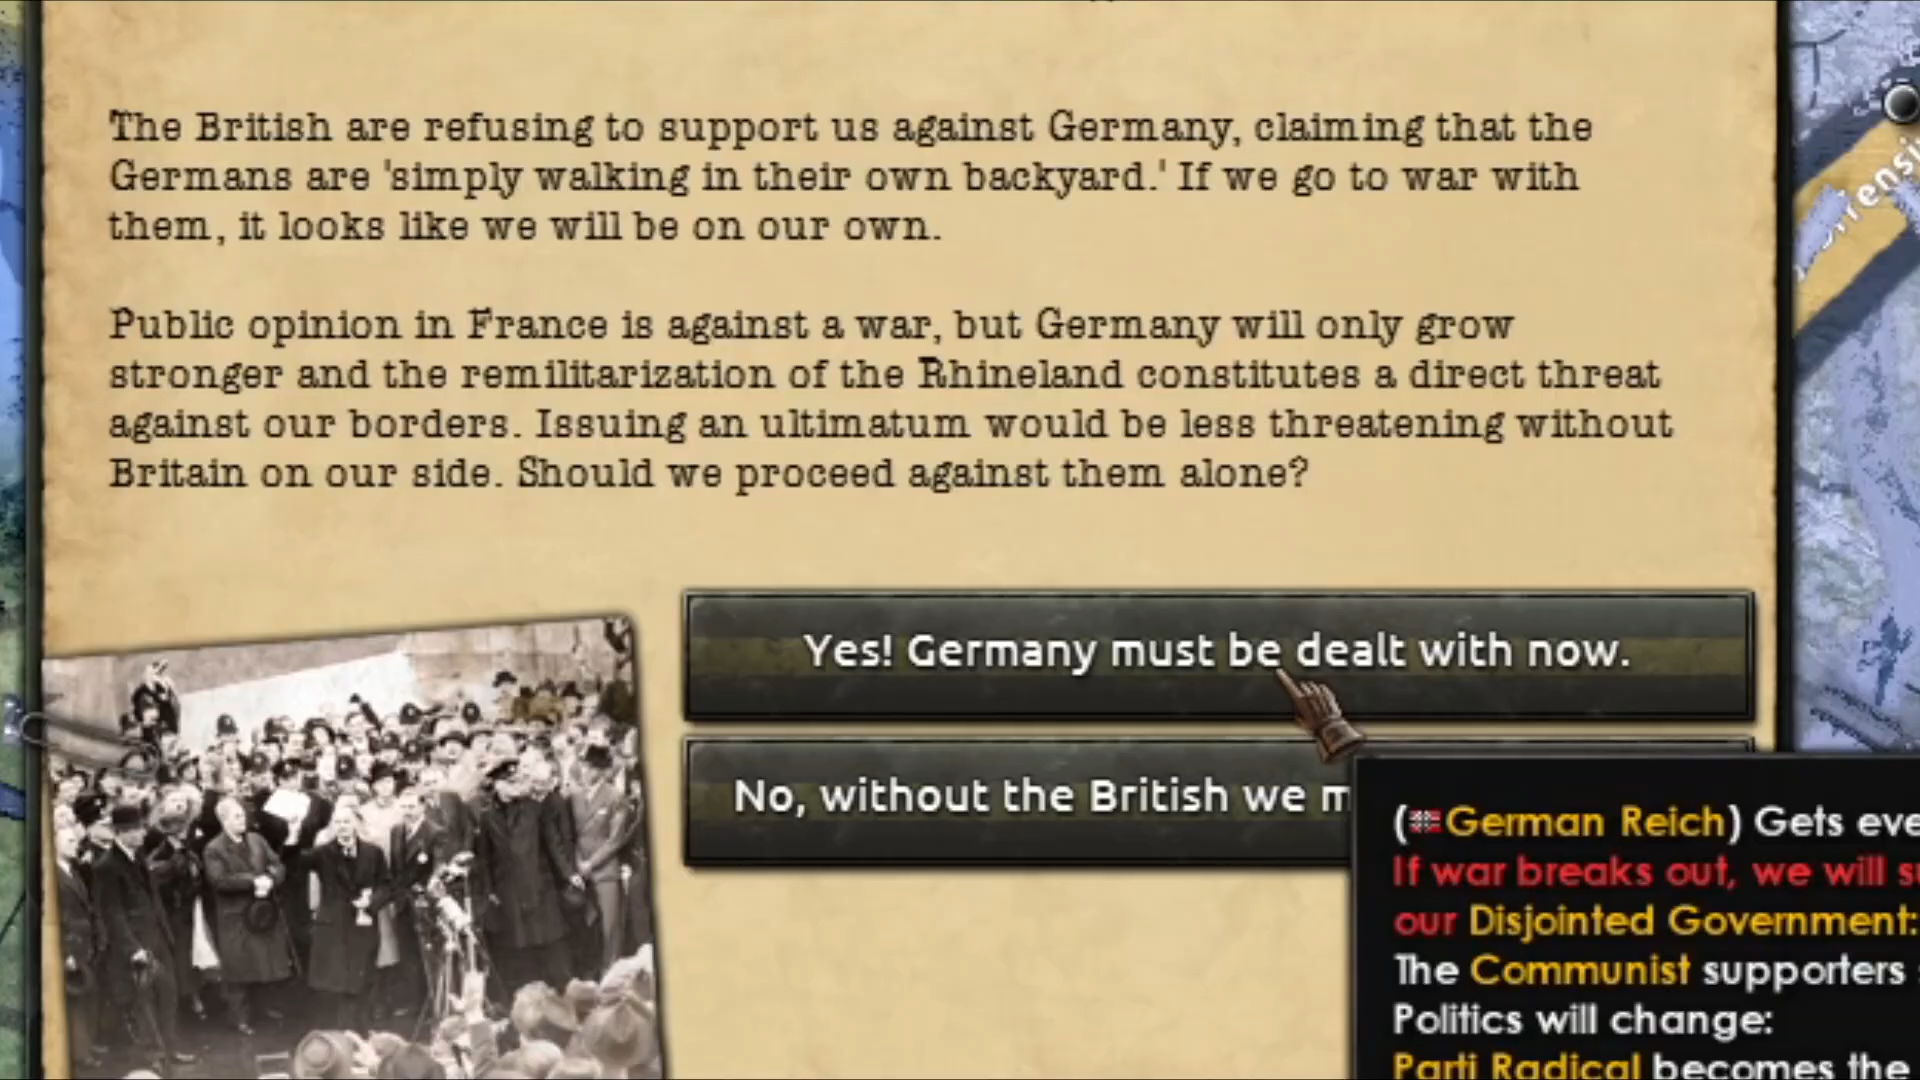 The British are refusing to support us against Germany, claiming that the
Germans are 'simply walking in their own backyard.' If we go to war with
them, it looks like we will be on our own.
Public opinion in France is against a war, but Germany will only grow
stronger and the remilitarization of the Rhineland constitutes a direct threat
against our borders. Issuing an ultimatum would be less threatening without
Britain on our side. Should we proceed against them alone?
Yes! Germany must be dealt with now.
No, without the British we
(German Reich) Gets
If war breaks out, we will
our Disjointed Government:
The Communist supporters
Politics will change:
Parti Radical becomes the